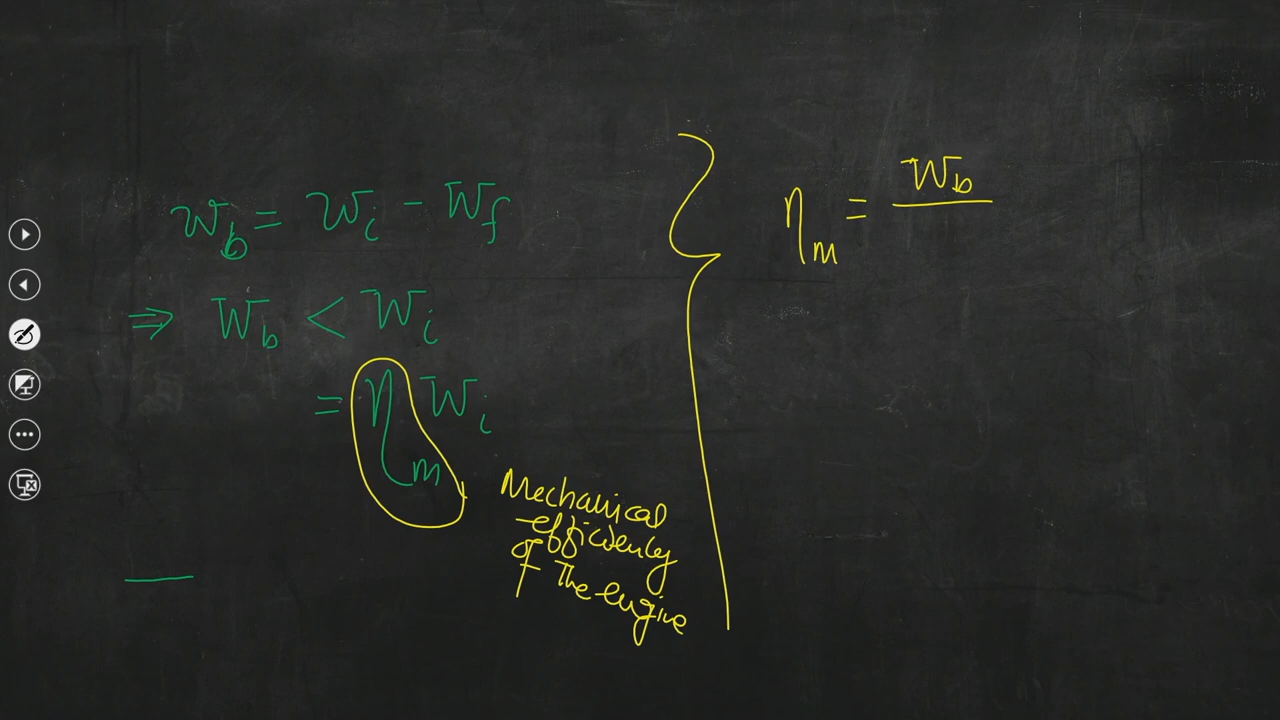 W_b = W_i - W_f
⇒ W_b < W_i
= η_m W_i
Mechanical
efficiency
of
the engine
η_m = W_b